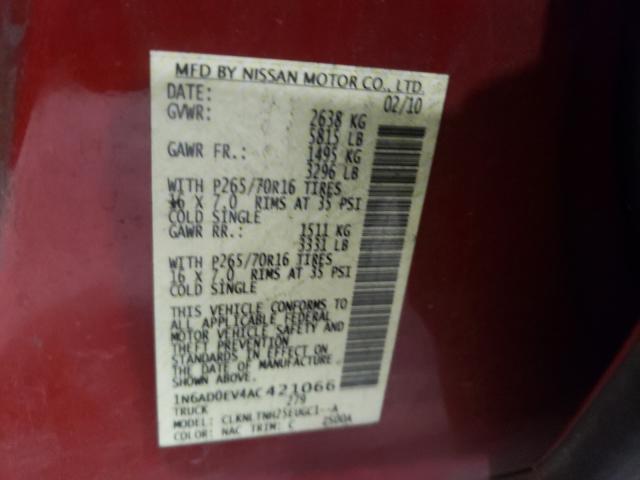 MFD BY NISSAN MOTOR CO., LTD.
DATE: 02/10
GVWR: 2638 KG
5815 LB
GAWR FR.: 1495 KG
3296 LB
WITH P265/70R16 TIRES
16 X 7.0 RIMS AT 35 PSI
COLD SINGLE
GAWR RR.: 1511 KG
3331 LB
WITH P265/70R16 TIRES
16 X 7.0 RIMS AT 35 PSI
COLD SINGLE
THIS VEHICLE CONFORMS TO
ALL APPLICABLE FEDERAL
MOTOR VEHICLE SAFETY AND
THEFT PREVENTION
STANDARDS IN EFFECT ON
THE DATE OF MANUFACTURE
SHOWN ABOVE.
1N6AD0EV4AC421066
TRUCK 279
MODEL: CLKNLTNHZSEUGCI--A
COLOR: NAC TRIM: C 2500A